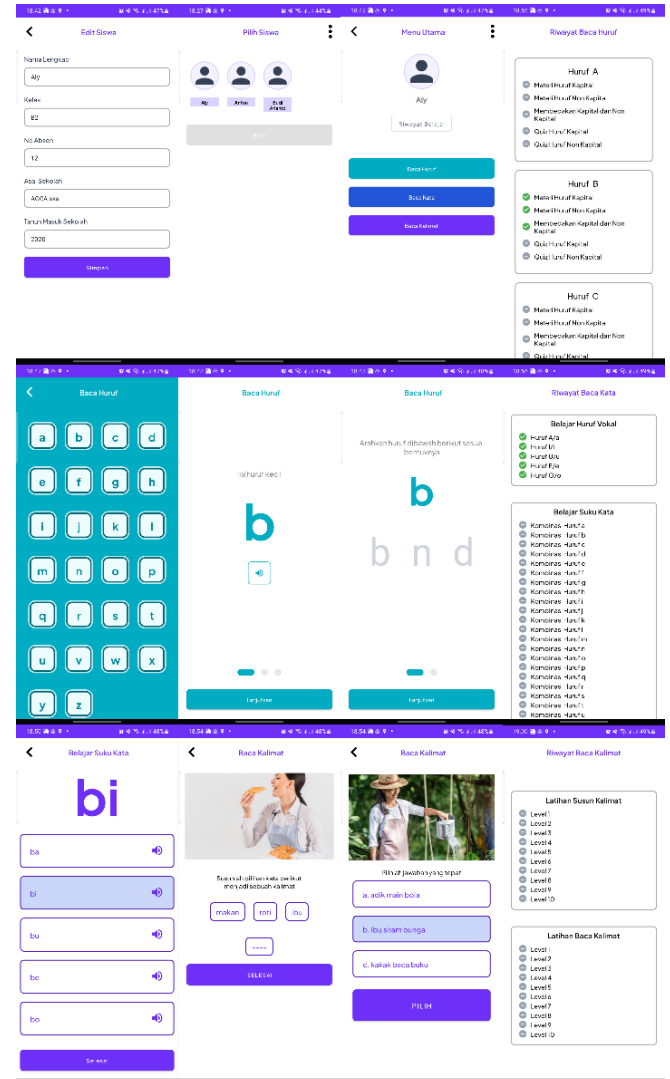 Edit Siswa
Nama Lengkap
Aly
Kelas
B2
No Absen
12
Asal Sekolah
Tahun Masuk Sekolah
2020
Simpan
18.27
Pilih Siswa
Aly
Menu Utama
Aly
Riwayat Belajar
Baca Huruf
Baca Kata
Baca Kalimat
Riwayat Baca Huruf
Huruf A
Materi Huruf Kapital
Materi Huruf Non Kapital
Membedakan Kapital dan Non
Kapital
Quiz Huruf Kapital
Quiz Huruf Non Kapital
Huruf B
Materi Huruf Kapital
Materi Huruf Non Kapital
Membedakan Kapital dan Non
Kapital
Quiz Huruf Kapital
Quiz Huruf Non Kapital
Huruf C
Materi Huruf Kapital
Materi Huruf Non Kapital
Membedakan Kapital dan Non
Kapital
Quiz Huruf Kapital
Baca Huruf
a b c d
e f g h
i j k l
m n o p
q r s t
u v w x
y z
Baca Huruf
Ini huruf kecil
b
Lanjutkan
Baca Huruf
Arahkan huruf dibawah berikut sesuai
bentuknya
b
b n d
Lanjutkan
Riwayat Baca Kata
Belajar Huruf Vokal
Huruf A/a
Huruf I/i
Huruf U/u
Huruf E/e
Huruf O/o
Belajar Suku Kata
Kombinasi Huruf a
Kombinasi Huruf b
Kombinasi Huruf c
Kombinasi Huruf d
Kombinasi Huruf e
Kombinasi Huruf f
Kombinasi Huruf g
Kombinasi Huruf h
Kombinasi Huruf i
Kombinasi Huruf j
Kombinasi Huruf k
Kombinasi Huruf l
Kombinasi Huruf m
Kombinasi Huruf n
Kombinasi Huruf o
Kombinasi Huruf p
Kombinasi Huruf q
Kombinasi Huruf r
Kombinasi Huruf s
Kombinasi Huruf t
Kombinasi Huruf u
18.50
Belajar Suku Kata
bi
ba
bi
bu
be
bo
Selesai
18.54
Baca Kalimat
Susunlah pilihan kata berikut
menjadi sebuah kalimat
makan roti ibu
----
SELESAI
18.54
Baca Kalimat
Pilihlah jawaban yang tepat
a. adik main bola
b. ibu siram bunga
c. kakak baca buku
PILIH
Riwayat Baca Kalimat
Latihan Susun Kalimat
Level 1
Level 2
Level 3
Level 4
Level 5
Level 6
Level 7
Level 8
Level 9
Level 10
Latihan Baca Kalimat
Level 1
Level 2
Level 3
Level 4
Level 5
Level 6
Level 7
Level 8
Level 9
Level 10